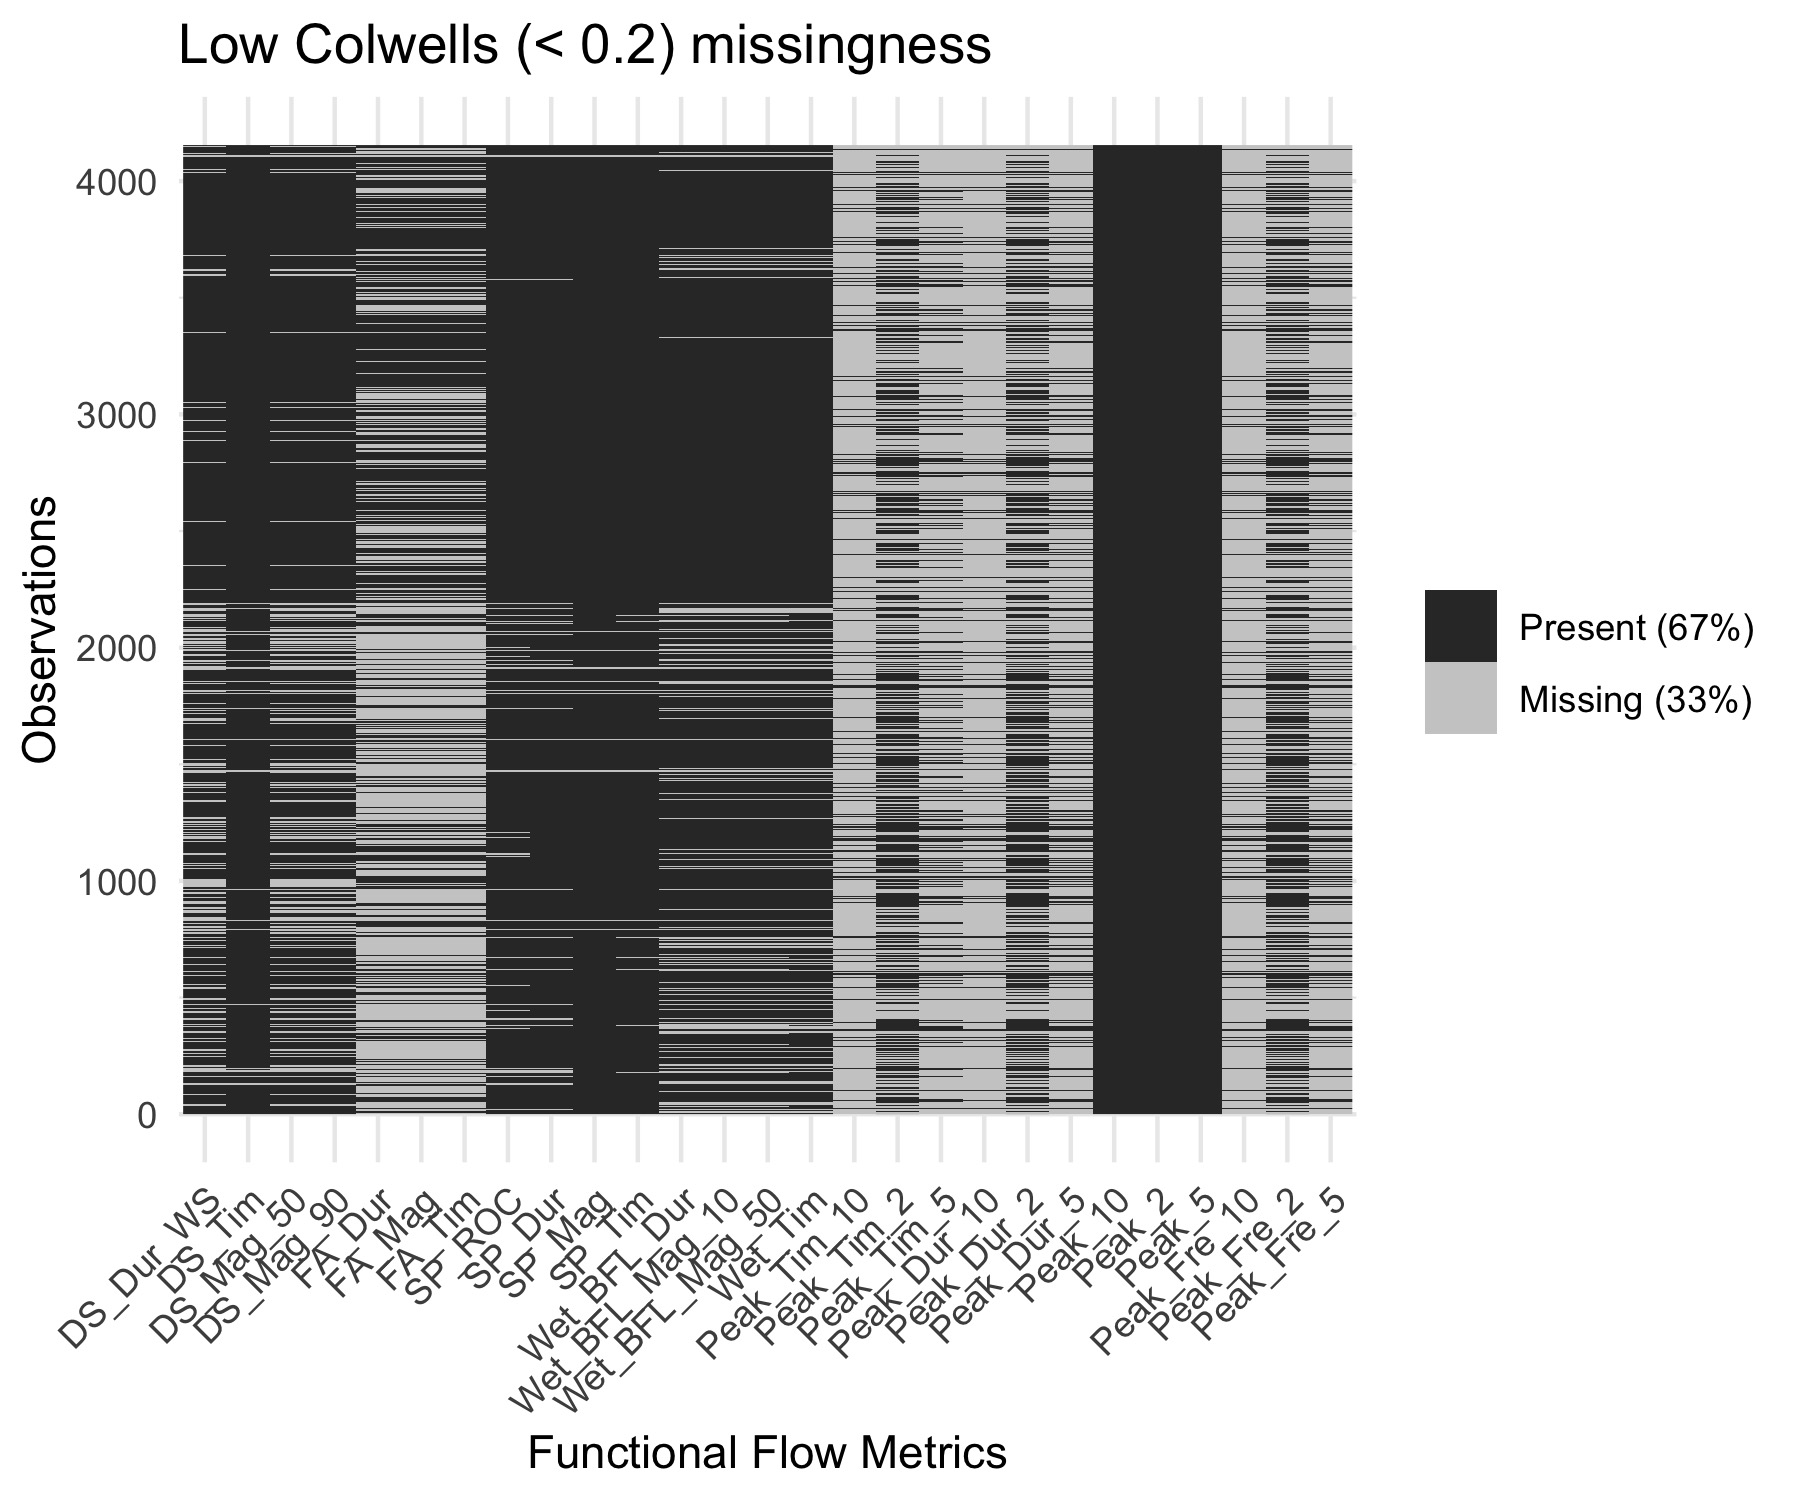 Low Colwells (< 0.2) missingness
Observations
4000
3000
2000
1000
0
Present (67%)
Missing (33%)
DS_Dur_WS
DS_Tim
DS_Mag_50
DS_Mag_90
FA_Dur
FA_Mag
FA_Tim
SP_ROC
SP_Dur
SP_Mag
SP_Tim
Wet_BFL_Dur
Wet_BFL_Mag_10
Wet_BFL_Mag_50
Wet_Tim
Peak_Tim_10
Peak_Tim_2
Peak_Tim_5
Peak_Dur_10
Peak_Dur_2
Peak_Dur_5
Peak_10
Peak_2
Peak_5
Peak_Fre_10
Peak_Fre_2
Peak_Fre_5
Functional Flow Metrics